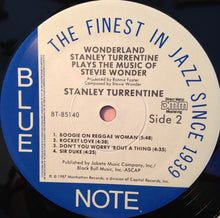 THE FINEST IN JAZZ SINCE 1939
BLUE
NOTE
WONDERLAND
STANLEY TURRENTINE
PLAYS THE MUSIC OF
STEVIE WONDER
Produced by Ronnie Foster
Composed by Stevie Wonder
STANLEY TURRENTINE
BT-85140
Side 2
1: BOOGIE ON REGGAE WOMAN (5:48)
2: ROCKET LOVE (4:38)
3: DON'T YOU WORRY 'BOUT A THING (4:35)
4: SIR DUKE (4:25)
Published by Jobete Music Company, Inc./
Black Bull Music, Inc. - ASCAP